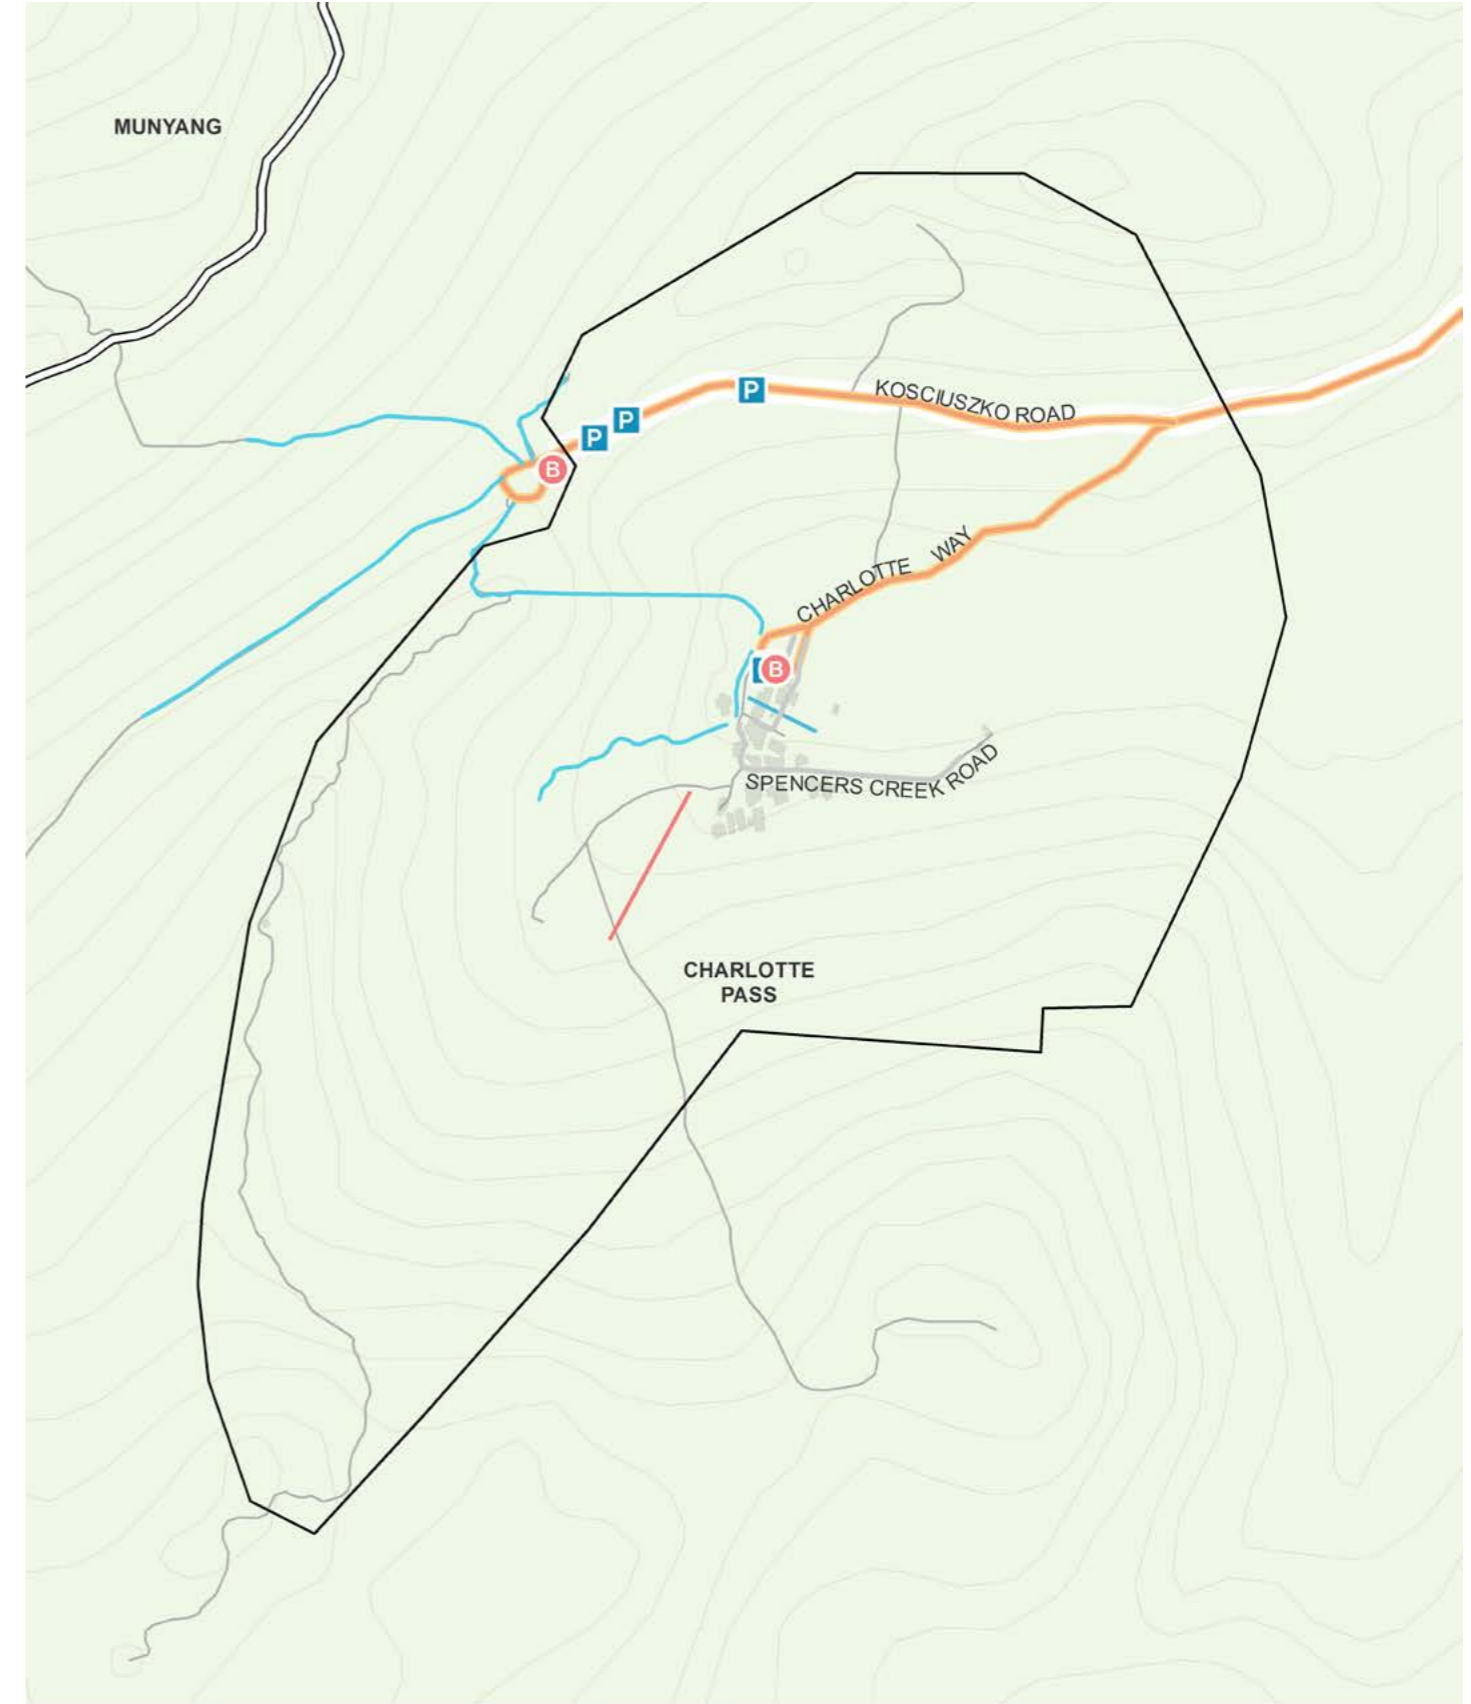 MUNYANG
P
KOSCIUSZKO ROAD
P
P
B
CHARLOTTE WAY
B
SPENCERS CREEK ROAD
CHARLOTTE
PASS